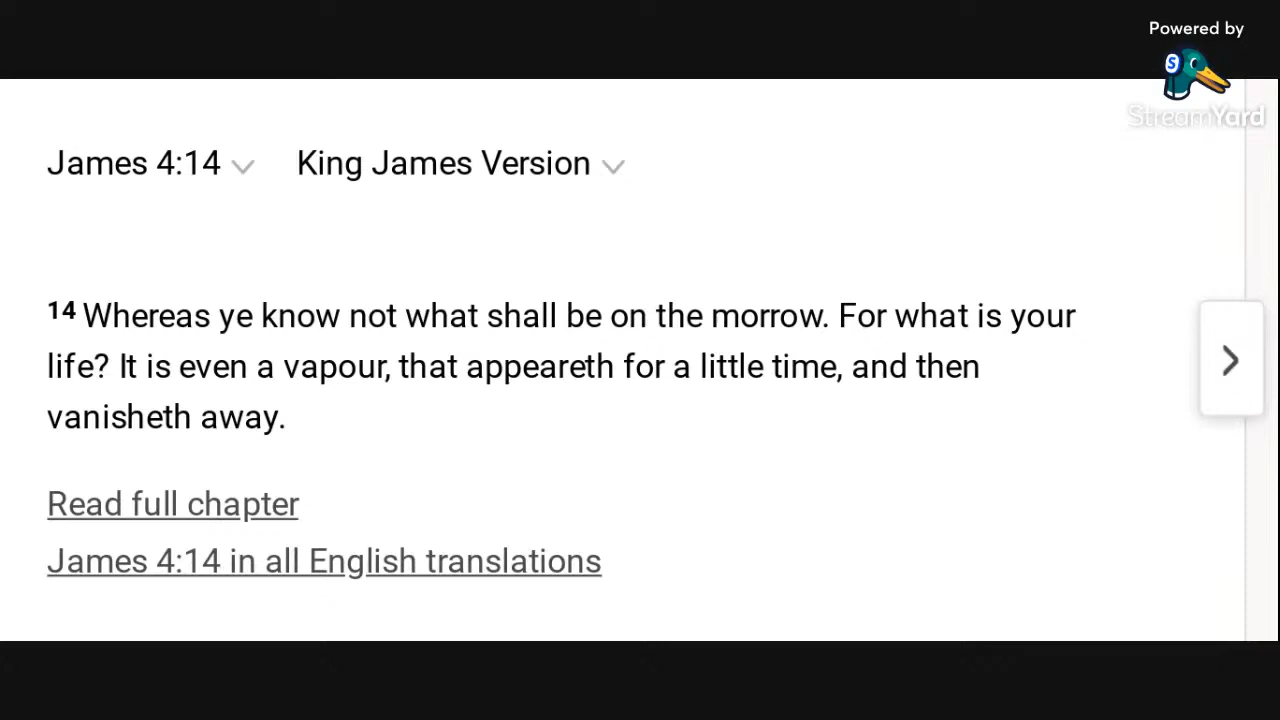 Powered by
S
StreamYard
James 4:14 King James Version
14 Whereas ye know not what shall be on the morrow. For what is your
life? It is even a vapour, that appeareth for a little time, and then
vanisheth away.
Read full chapter
James 4:14 in all English translations